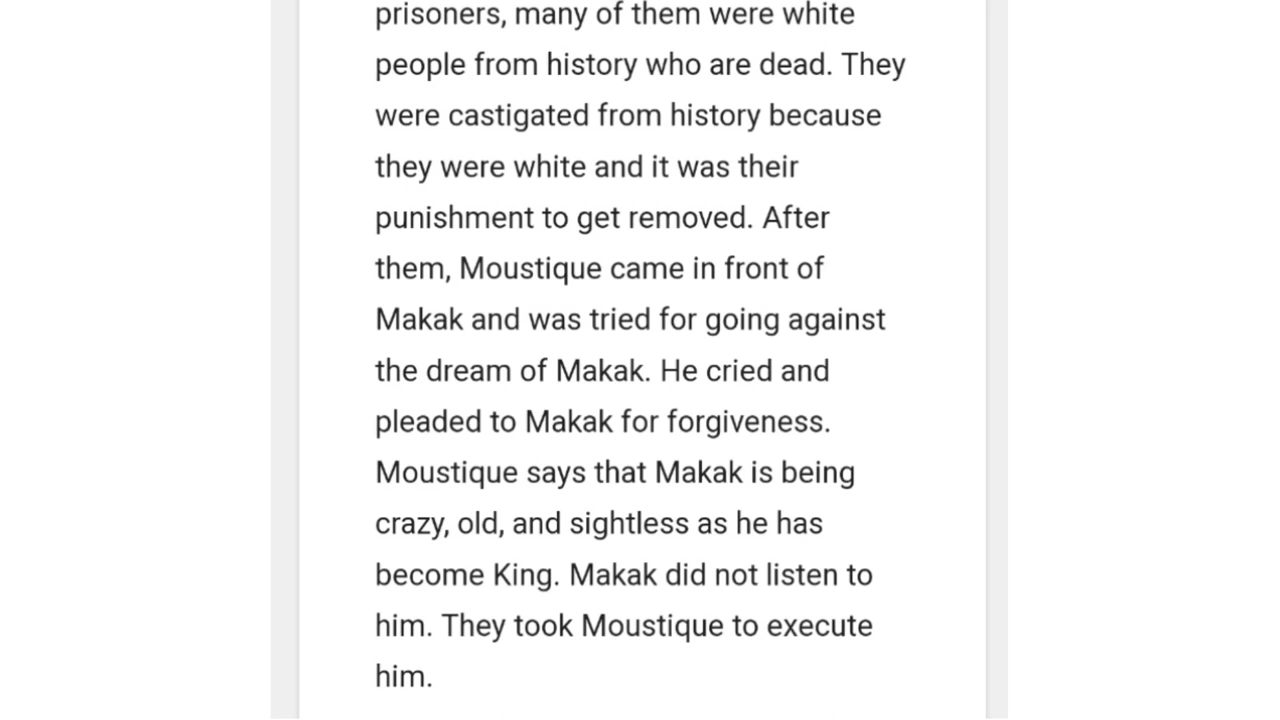 prisoners, many of them were white
people from history who are dead. They
were castigated from history because
they were white and it was their
punishment to get removed. After
them, Moustique came in front of
Makak and was tried for going against
the dream of Makak. He cried and
pleaded to Makak for forgiveness.
Moustique says that Makak is being
crazy, old, and sightless as he has
become King. Makak did not listen to
him. They took Moustique to execute
him.